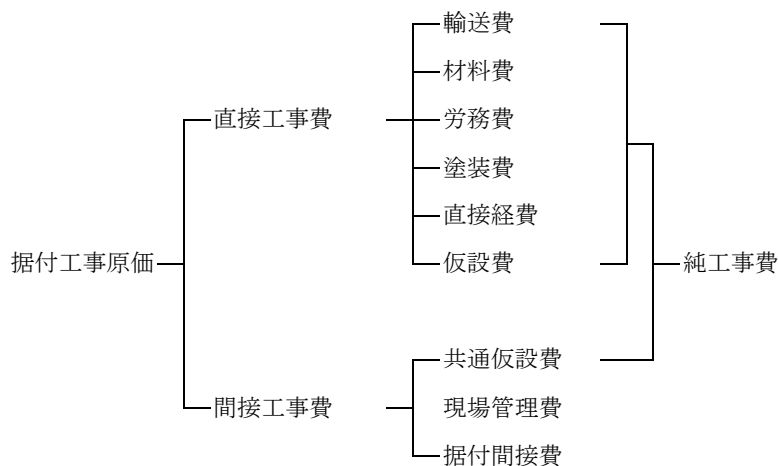 輸送費
材料費
直接工事費
労務費
塗装費
直接経費
据付工事原価
仮設費
純工事費
共通仮設費
間接工事費
現場管理費
据付間接費